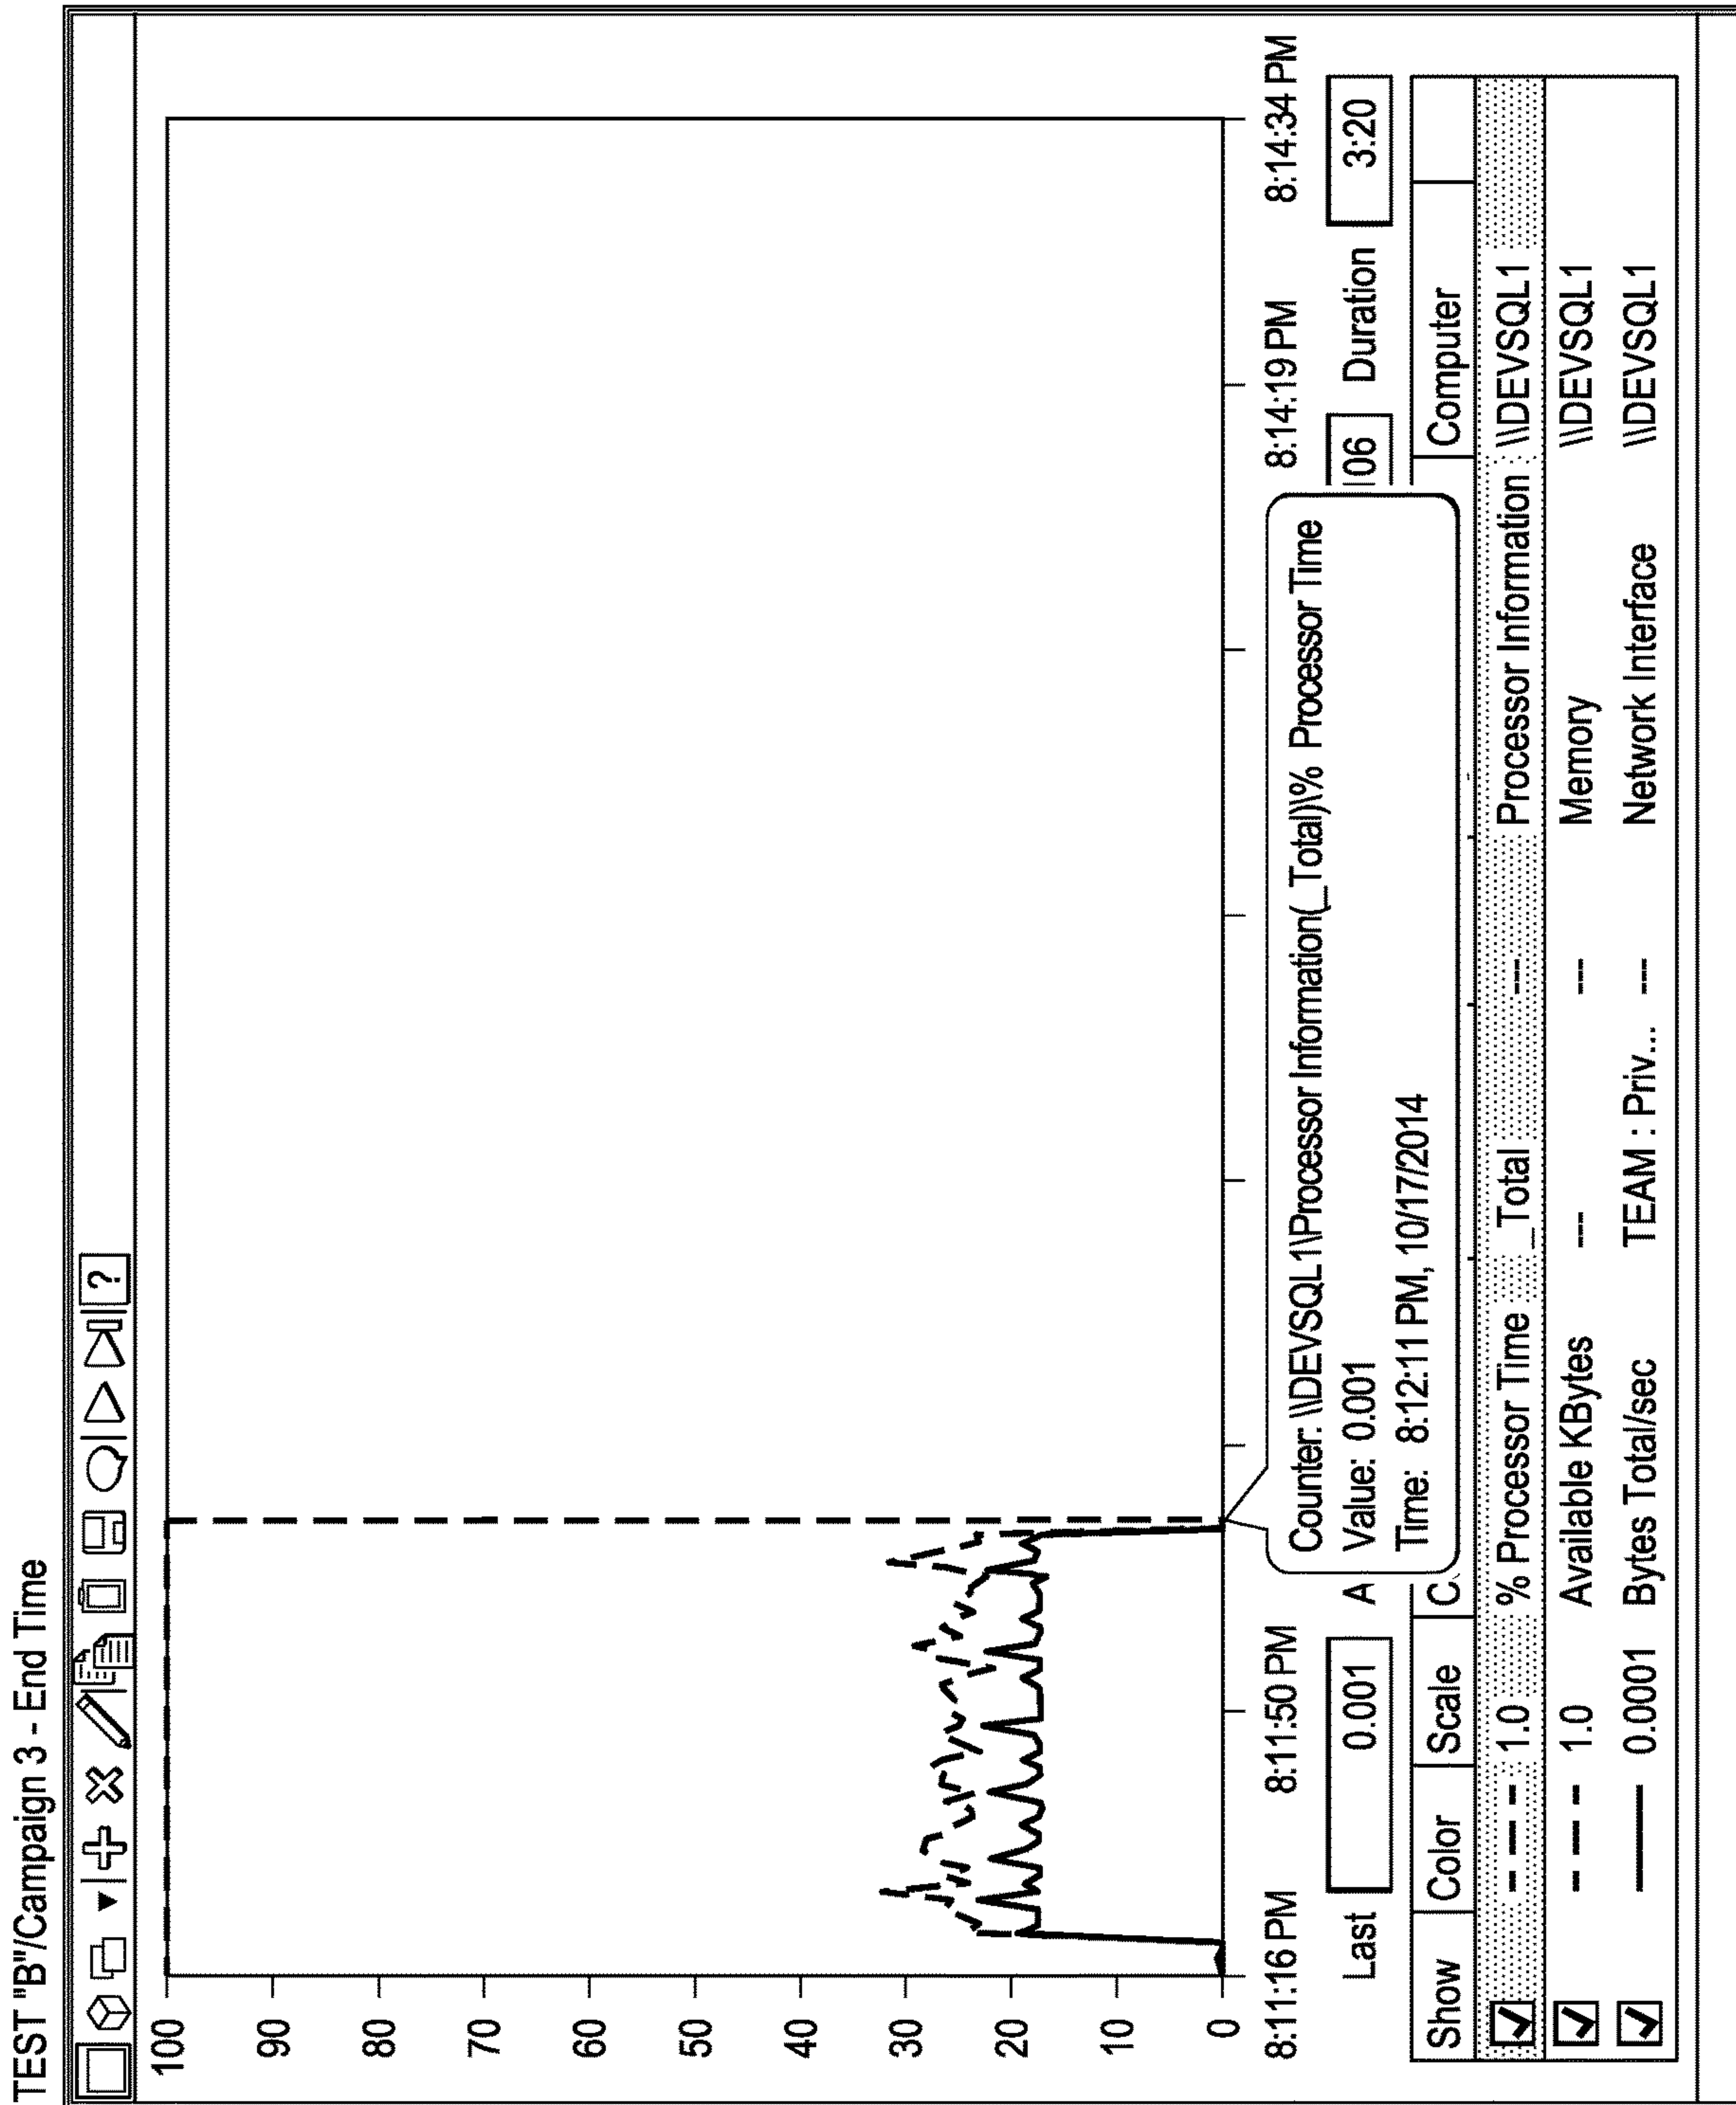 TEST "B"/Campaign 3 - End Time
?
100
90
80
70
60
50
40
30
20
10
0
8:11:16 PM 8:11:50 PM 8:14:19 PM 8:14:34 PM
Last 0.001 A 06 Duration 3:20
Counter: \\DEVSQL1\Processor Information(_Total)\% Processor Time
Value: 0.001
Time: 8:12:11 PM, 10/17/2014
Show Color Scale C Computer
1.0 % Processor Time _Total --- Processor Information \\DEVSQL1
1.0 Available KBytes --- --- Memory \\DEVSQL1
0.0001 Bytes Total/sec TEAM : Priv... --- Network Interface \\DEVSQL1